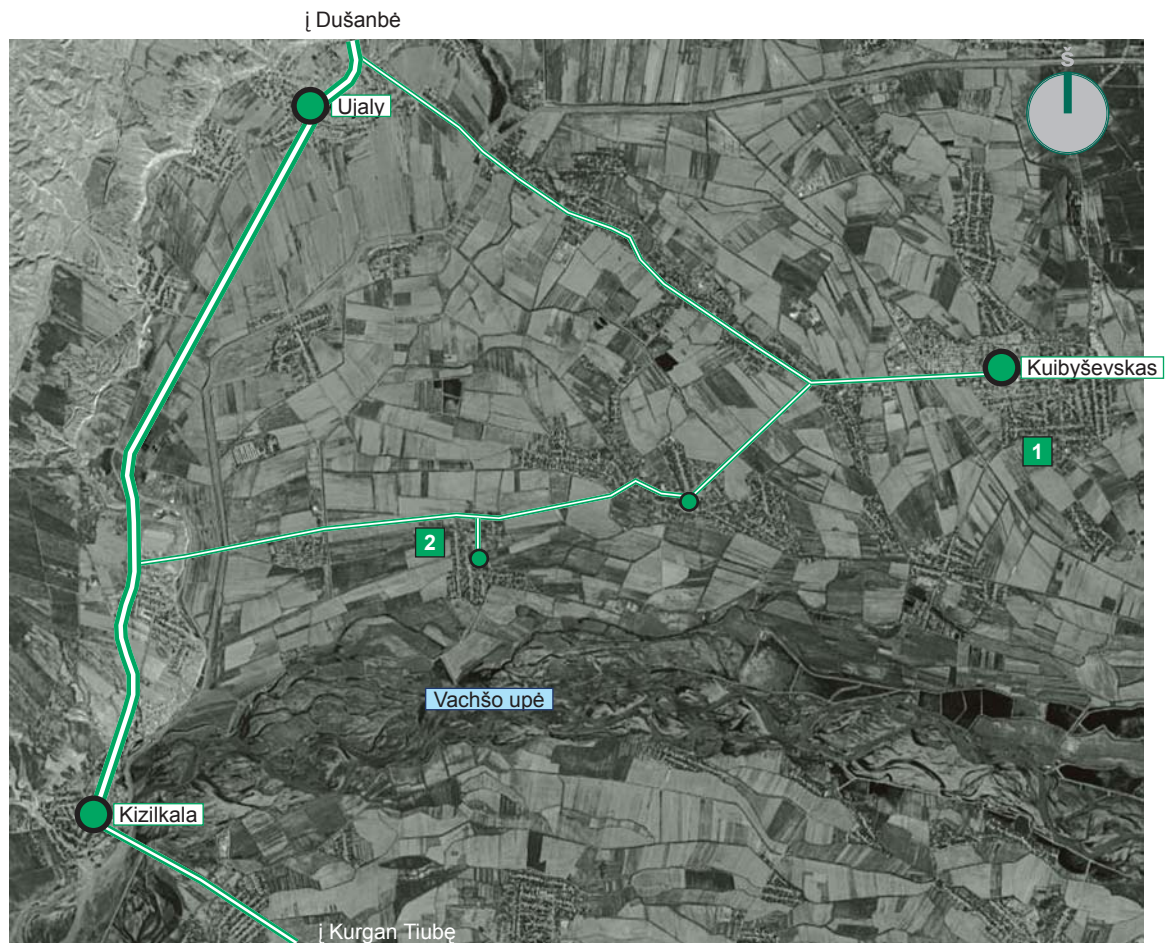 į Dušanbė
Š
Ujaly
Kuibyševskas
1
2
Vachšo upė
Kizilkala
į Kurgan Tiubę